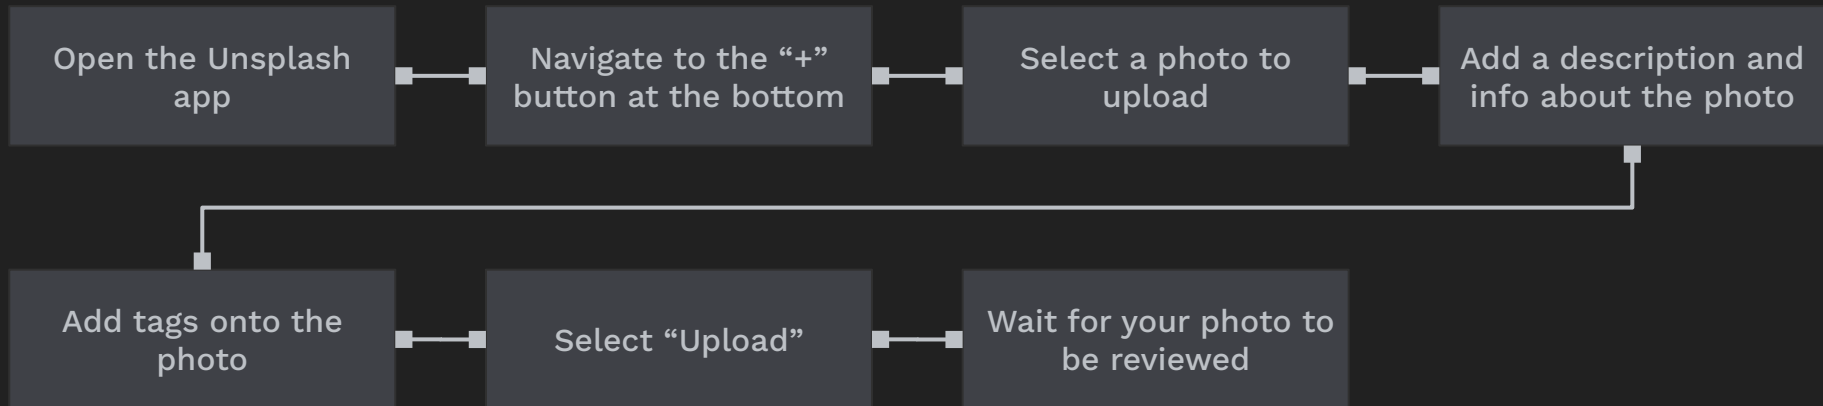 Open the Unsplash
app
Navigate to the “+”
button at the bottom
Select a photo to
upload
Add a description and
info about the photo
Add tags onto the
photo
Select “Upload”
Wait for your photo to
be reviewed